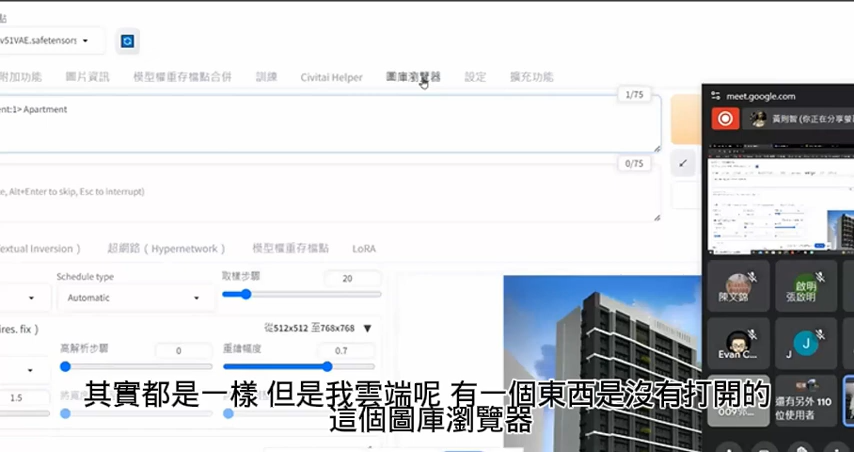 點
v51VAE.safetensors
附加功能 圖片資訊 模型權重存檔點合併 訓練 Civitai Helper 圖庫瀏覽器 設定 擴充功能
meet.google.com
1/75
ent:1> Apartment
黃則智 (你正在分享螢
0/75
e, Alt+Enter to skip, Esc to interrupt)
Textual Inversion ) 超網路 ( Hypernetwork ) 模型權重存檔點 LoRA
Schedule type
取樣步驟
20
Automatic
陳文錦
啟明
張啟明
ires. fix )
從512x512 至768x768
高解析步驟
0
重繪幅度
0.7
Evan C...
J
J
1.5
還有另外 110
位使用者
其實都是一樣 但是我雲端呢 有一個東西是沒有打開的
這個圖庫瀏覽器